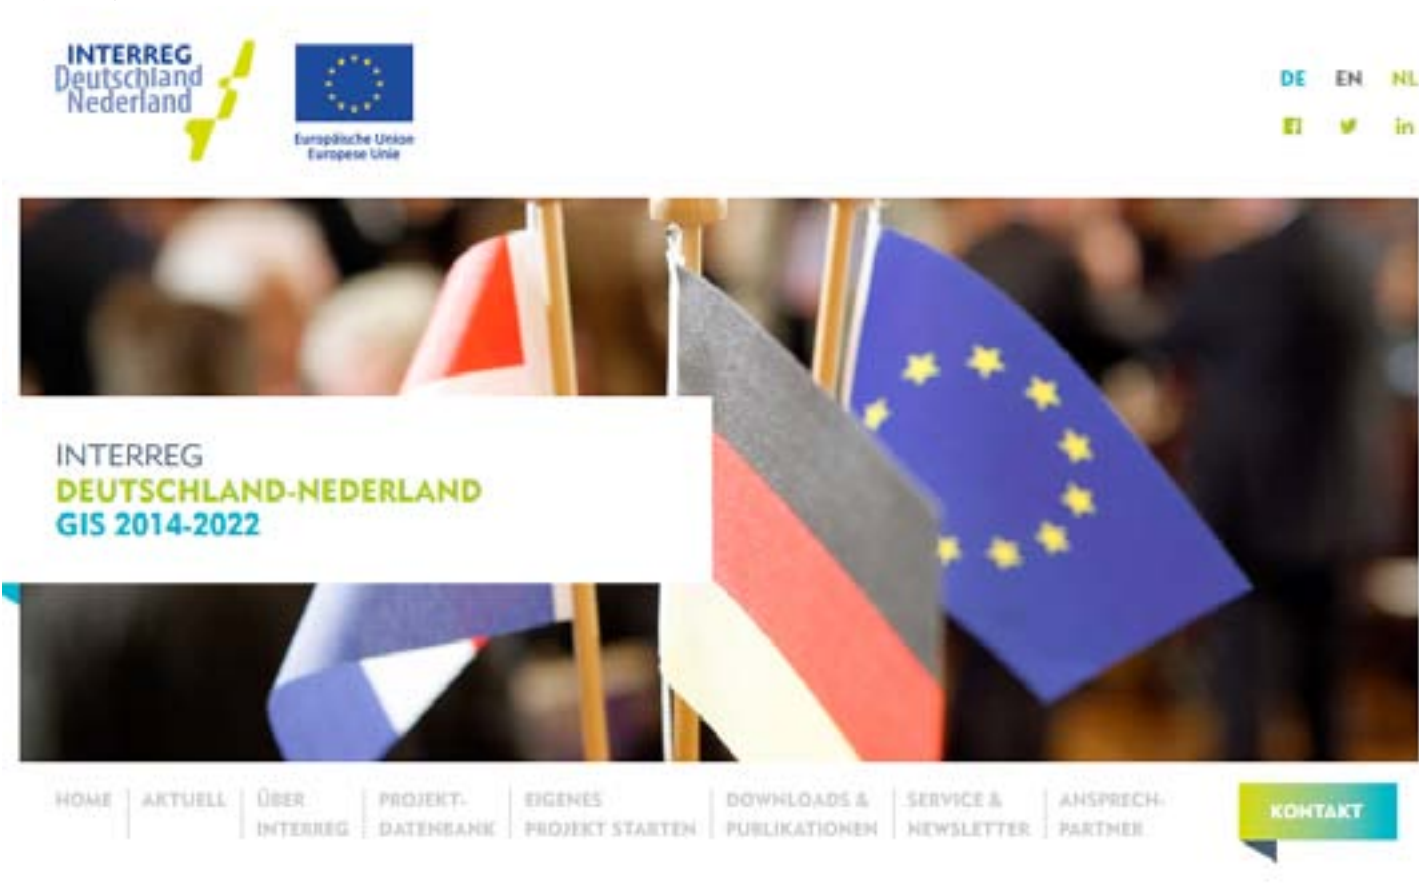 INTERREG
Deutschland
Nederland
Europäische Union
Europese Unie
DE EN NL
in
INTERREG
DEUTSCHLAND-NEDERLAND
GIS 2014-2022
HOME
AKTUELL
ÜBER
INTERREG
PROJEKT-
DATENBANK
EIGENES
PROJEKT STARTEN
DOWNLOADS &
PUBLIKATIONEN
SERVICE &
NEWSLETTER
ANSPRECH-
PARTNER
KONTAKT